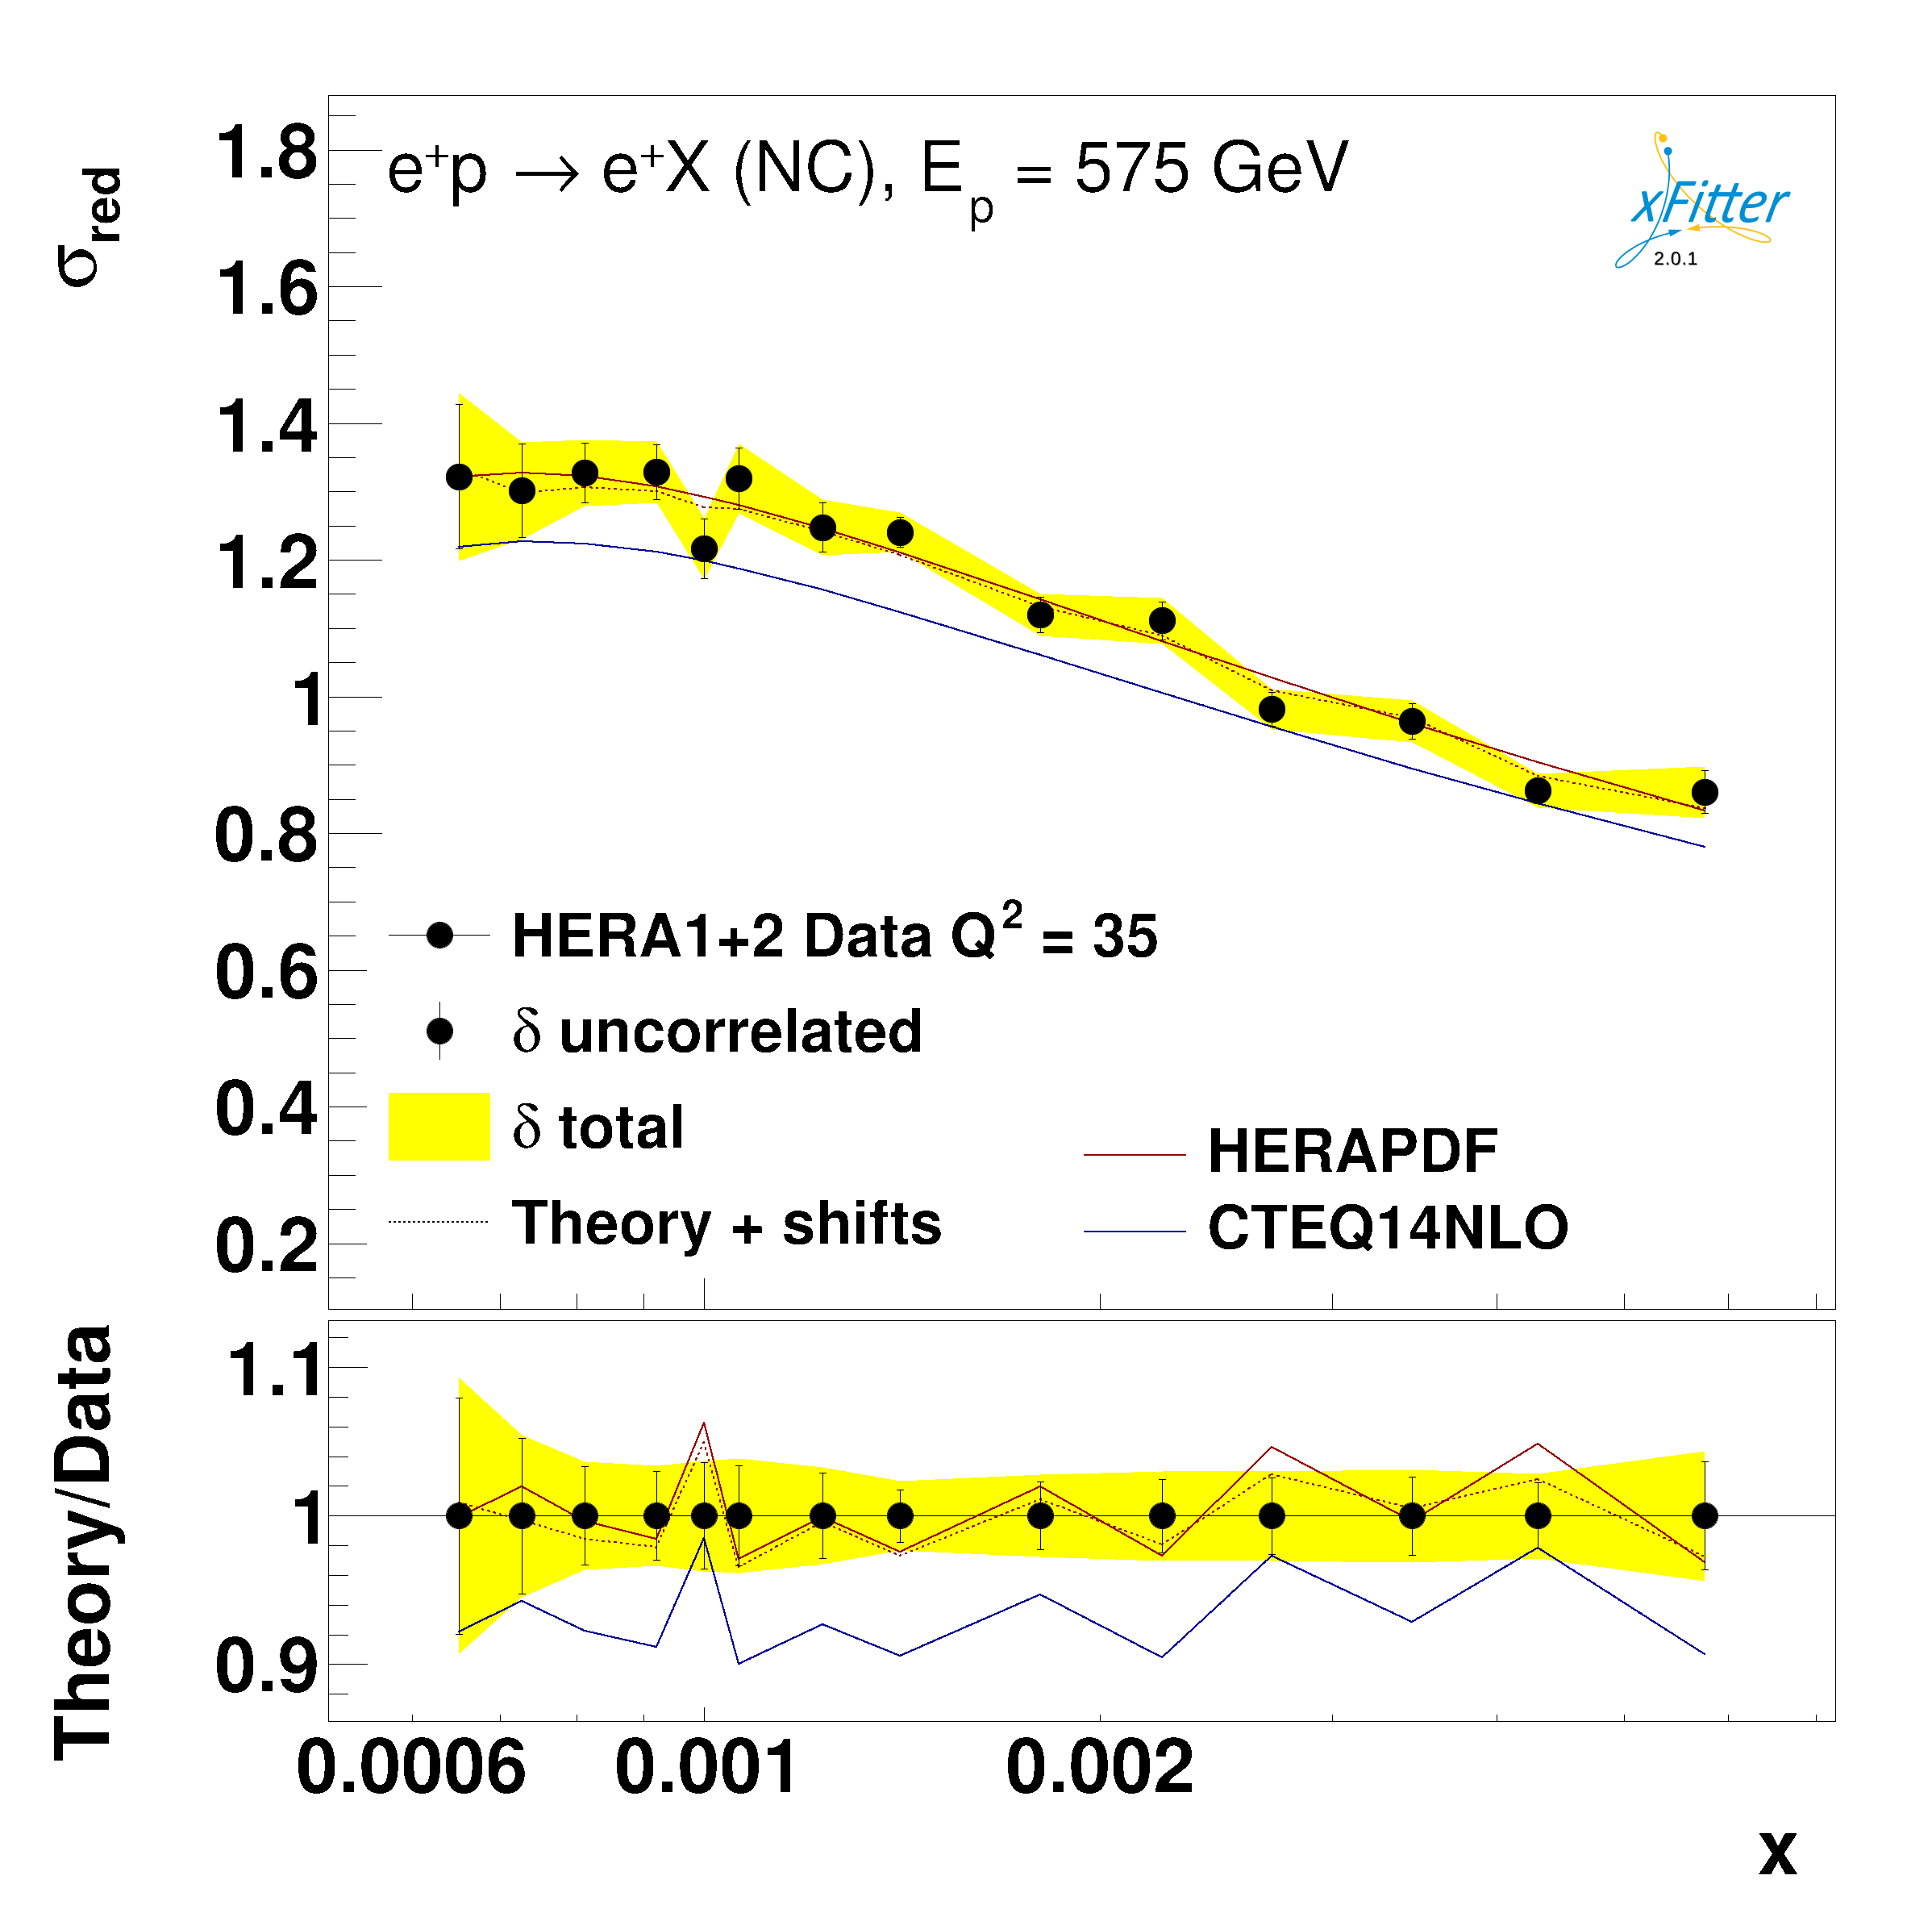 σred
1.8
1.6
1.4
1.2
1
0.8
0.6
0.4
0.2
e⁺p → e⁺X (NC), Ep = 575 GeV
xFitter
2.0.1
HERA1+2 Data Q² = 35
δ uncorrelated
δ total
Theory + shifts
HERAPDF
CTEQ14NLO
Theory/Data
1.1
1
0.9
0.0006 0.001 0.002
x